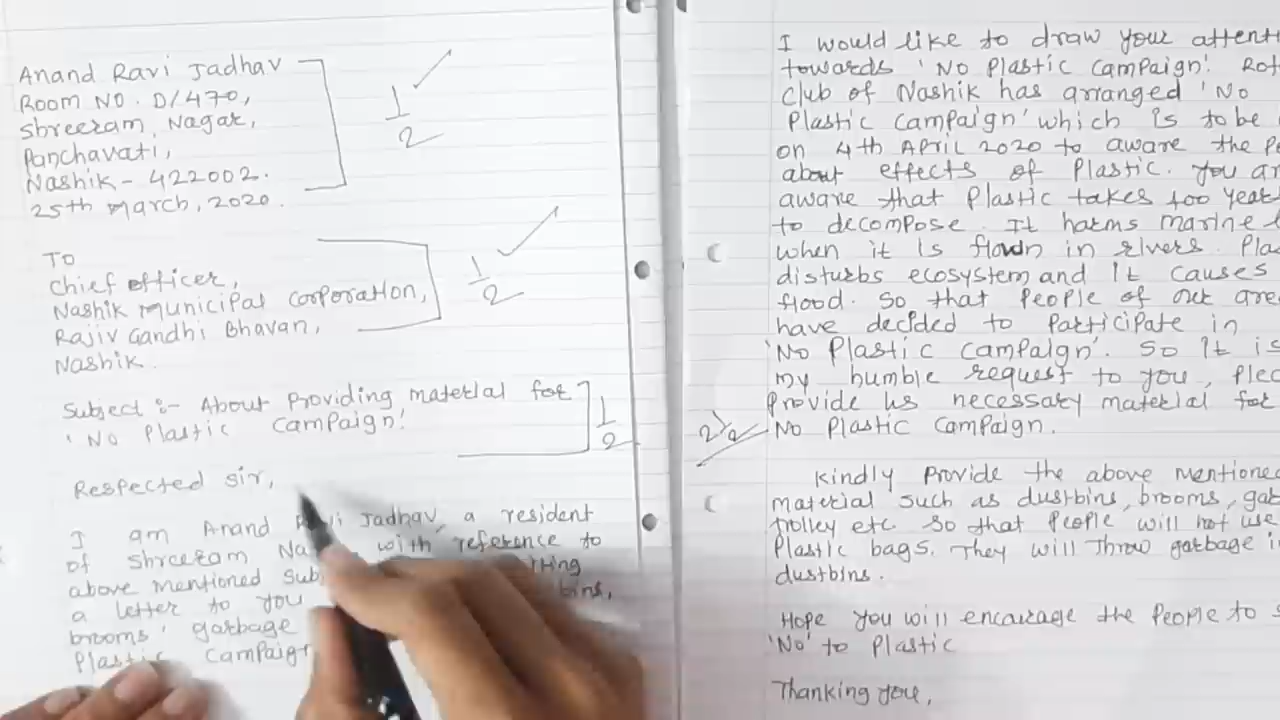 Anand Ravi Jadhav
Room No. D/470,
Shreeram Nagar,
Panchavati,
Nashik - 422002.
25th March, 2020.
1/2
To
Chief officer,
Nashik Municipal Corporation,
Rajiv Gandhi Bhavan,
Nashik.
1/2
Subject :- About Providing material for
'No Plastic Campaign!
1/2
Respected sir,
I am Anand Jadhav, a resident
of shreeram with reference to
above mentioned
a letter to you
brooms, garbage
Plastic
I would like to draw your
towards 'No Plastic Campaign'.
Club of Nashik has arranged 'No
Plastic Campaign' which is to be
on 4th April 2020 to aware the
about effects of Plastic. You
aware that Plastic takes
to decompose. It harms marine
when it is flown in rivers.
disturbs ecosystem and it causes
flood. So that People of our
have decided to Participate in
'No Plastic Campaign'. So It is
my humble request to you,
Provide us necessary material for
No Plastic Campaign.
Kindly Provide the above
material such as dustbins, brooms,
trolley etc so that People will not use
Plastic bags. They will throw garbage
dustbins.
Hope you will encaurage the People to
'No' to Plastic
Thanking you,